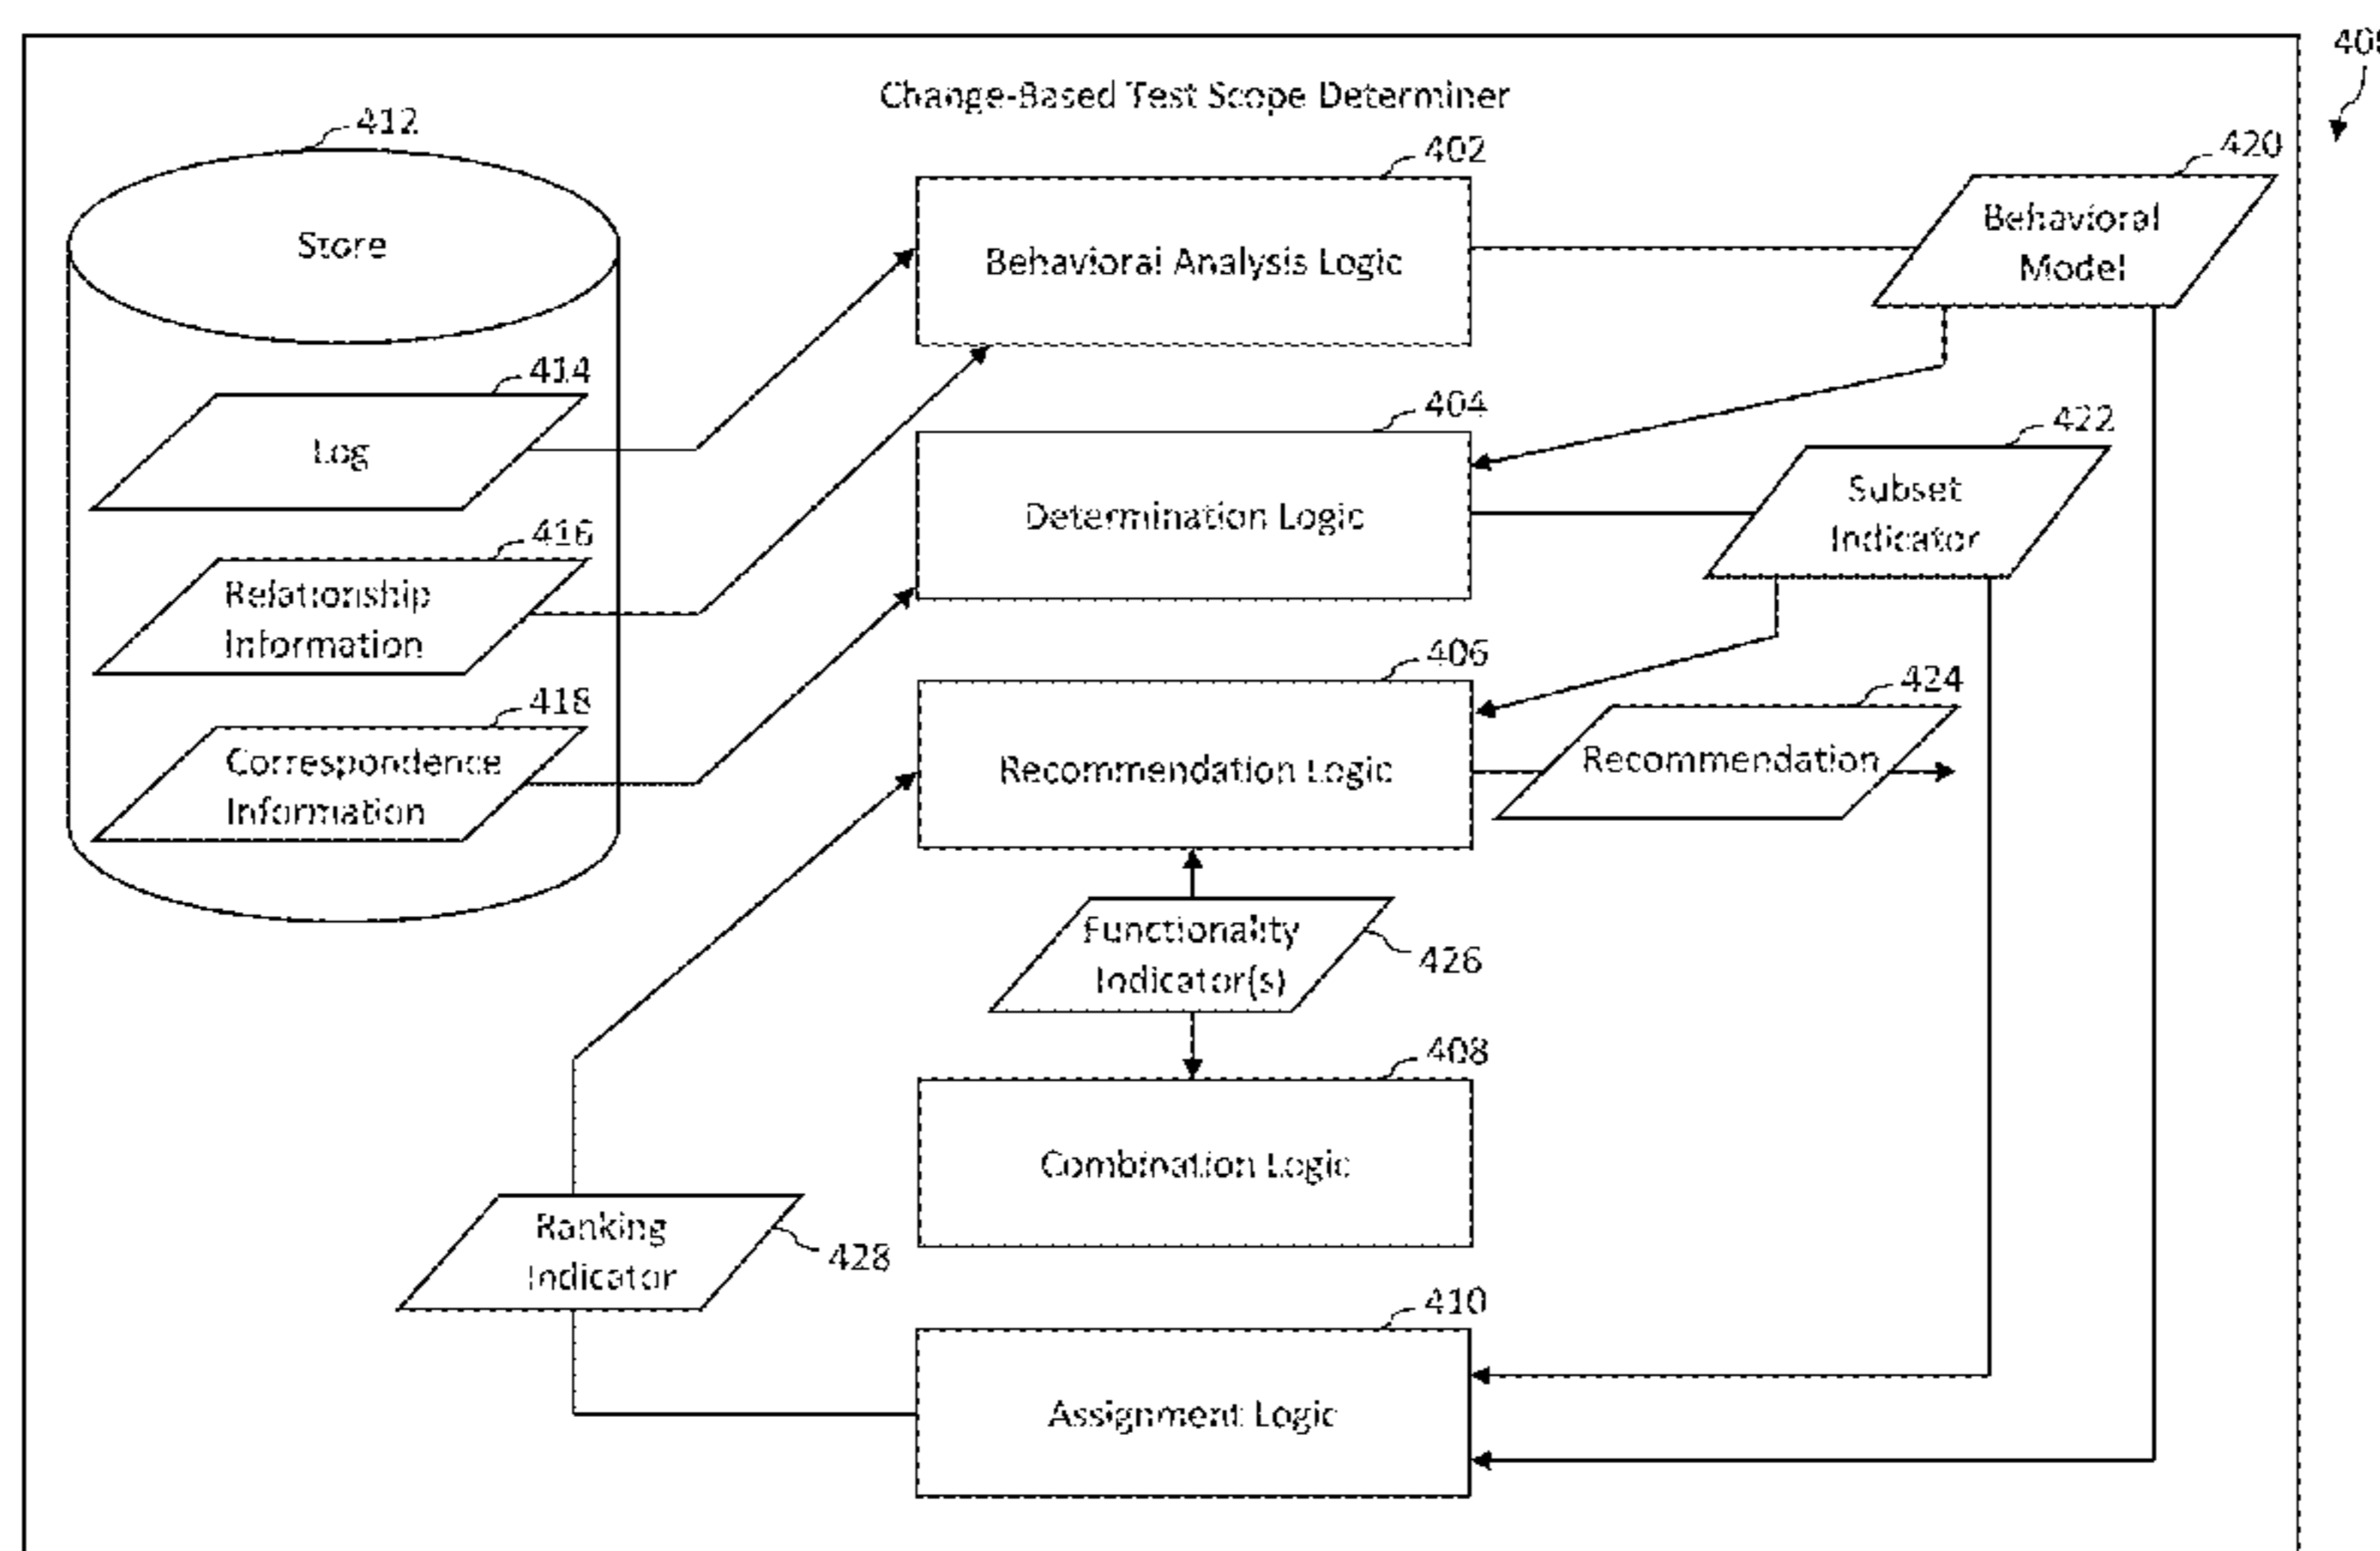 Change-Based Test Scope Determiner
412
Store
414
Log
416
Relationship
Information
418
Correspondence
Information
402
Behavioral Analysis Logic
404
Determination Logic
406
Recommendation Logic
420
Behavioral
Model
422
Subset
Indicator
424
Recommendation
Functionality
Indicator(s)
426
408
Combination Logic
Ranking
Indicator
428
410
Assignment Logic